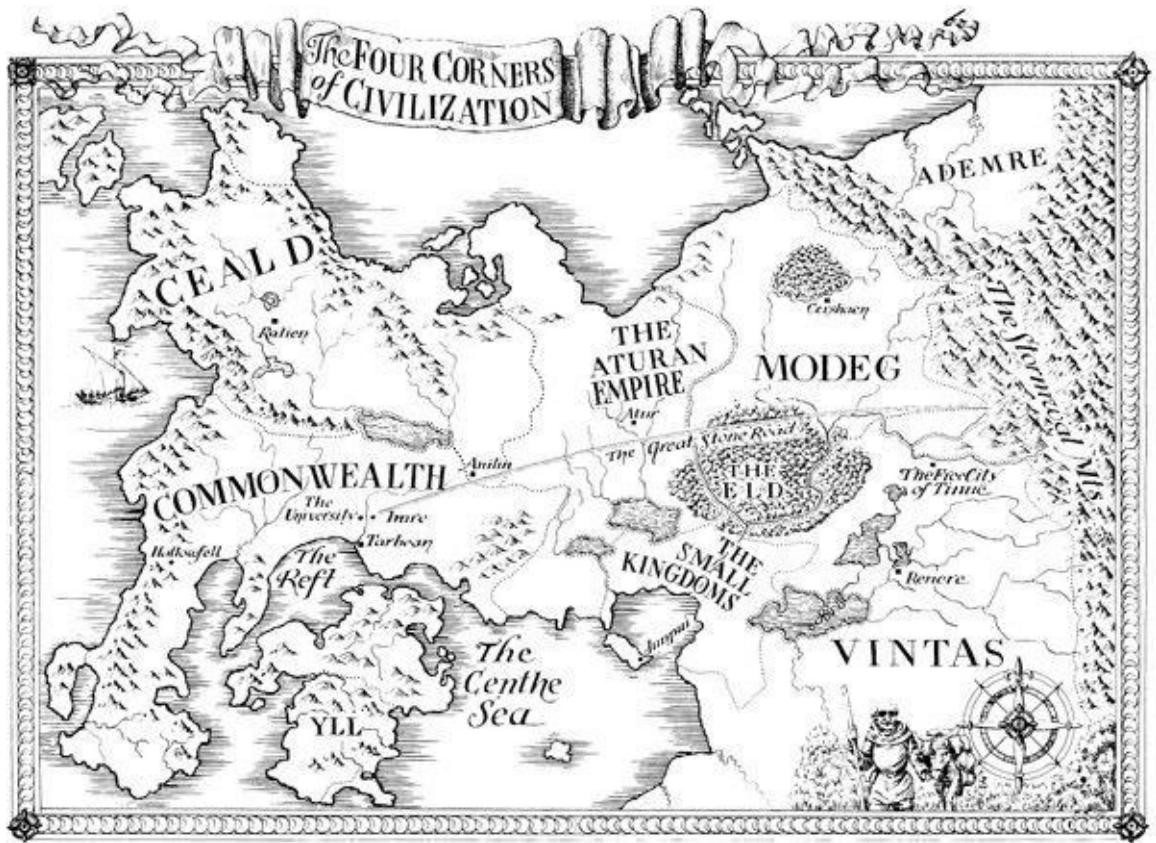 The FOUR CORNERS
of CIVILIZATION
ADEMRE
CEALD
Ralien
Cershaen
THE
ATURAN
EMPIRE
MODEG
The Stormwal Mts.
Atur
The Great Stone Road
THE
ELD
Anilin
COMMONWEALTH
The
University
Imre
Tarbean
Hallowfell
The
Reft
The Free City
of Tinuë
THE
SMALL
KINGDOMS
Renere
Junpui
VINTAS
The
Centhe
Sea
YLL